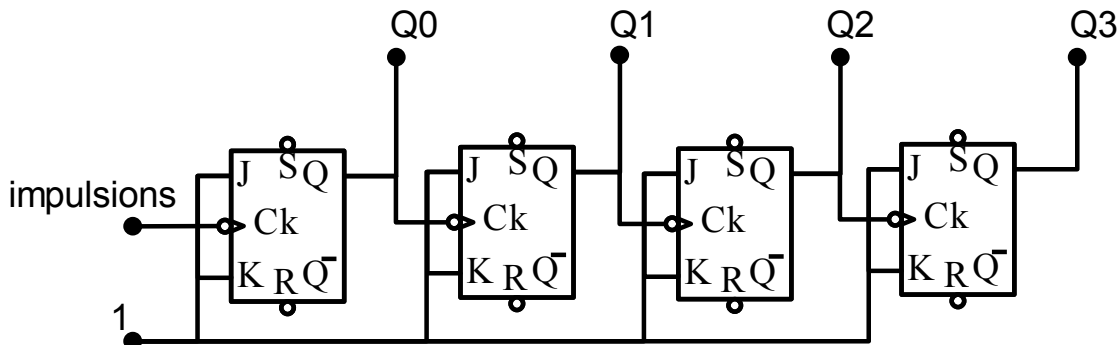 Q0 Q1 Q2 Q3
J S Q J S Q J S Q J S Q
impulsions Ck Ck Ck Ck
K R Q̅ K R Q̅ K R Q̅ K R Q̅
1